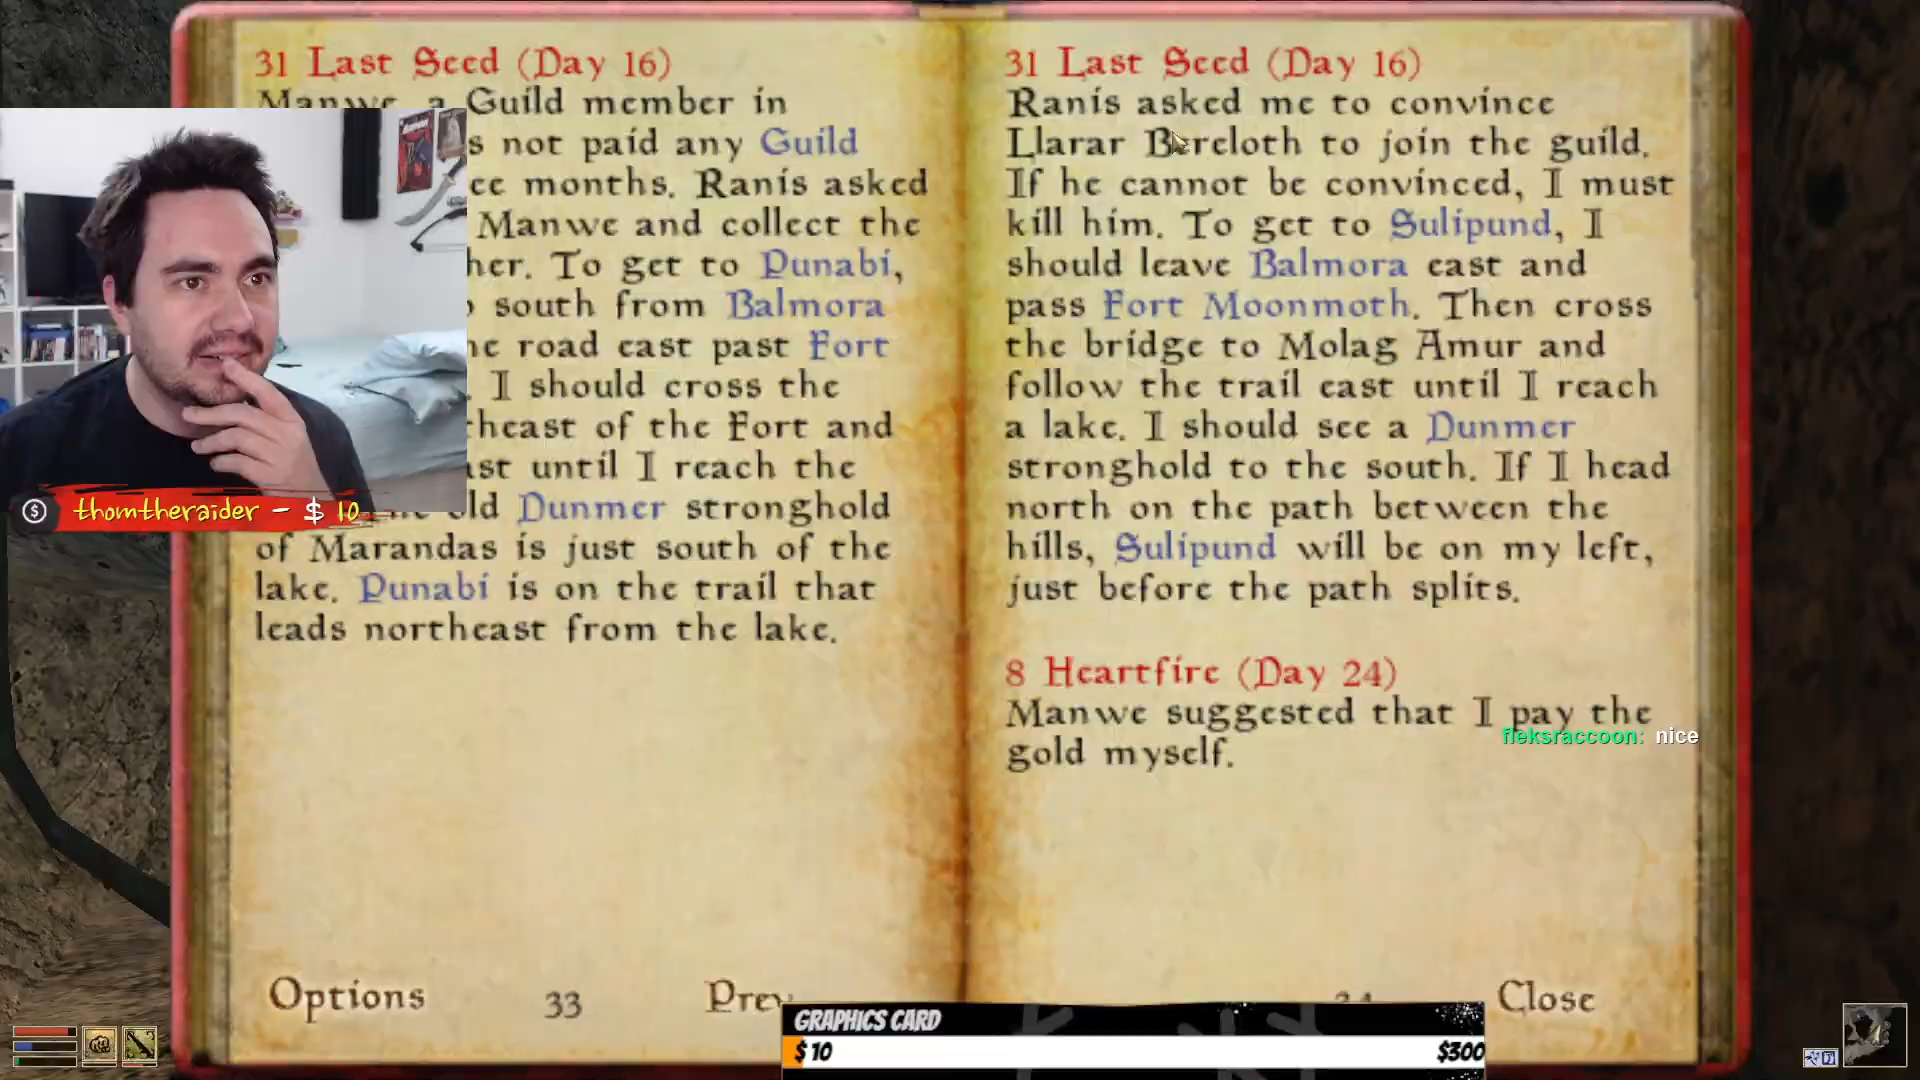 31 Last Seed (Day 16)
Manwe, a Guild member in
s not paid any Guild
ee months. Ranis asked
Manwe and collect the
her. To get to Punabi,
south from Balmora
he road east past Fort
. I should cross the
theast of the Fort and
ast until I reach the
old Dunmer stronghold
of Marandas is just south of the
lake. Punabi is on the trail that
leads northeast from the lake.
31 Last Seed (Day 16)
Ranis asked me to convince
Llarar Bereloth to join the guild.
If he cannot be convinced, I must
kill him. To get to Sulipund, I
should leave Balmora east and
pass Fort Moonmoth. Then cross
the bridge to Molag Amur and
follow the trail east until I reach
a lake. I should see a Dunmer
stronghold to the south. If I head
north on the path between the
hills, Sulipund will be on my left,
just before the path splits.
8 Heartfire (Day 24)
Manwe suggested that I pay the
gold myself.
fleksraccoon: nice
thomtheraider - $ 10
Options
33
Prev
34
Close
GRAPHICS CARD
$ 10
$300